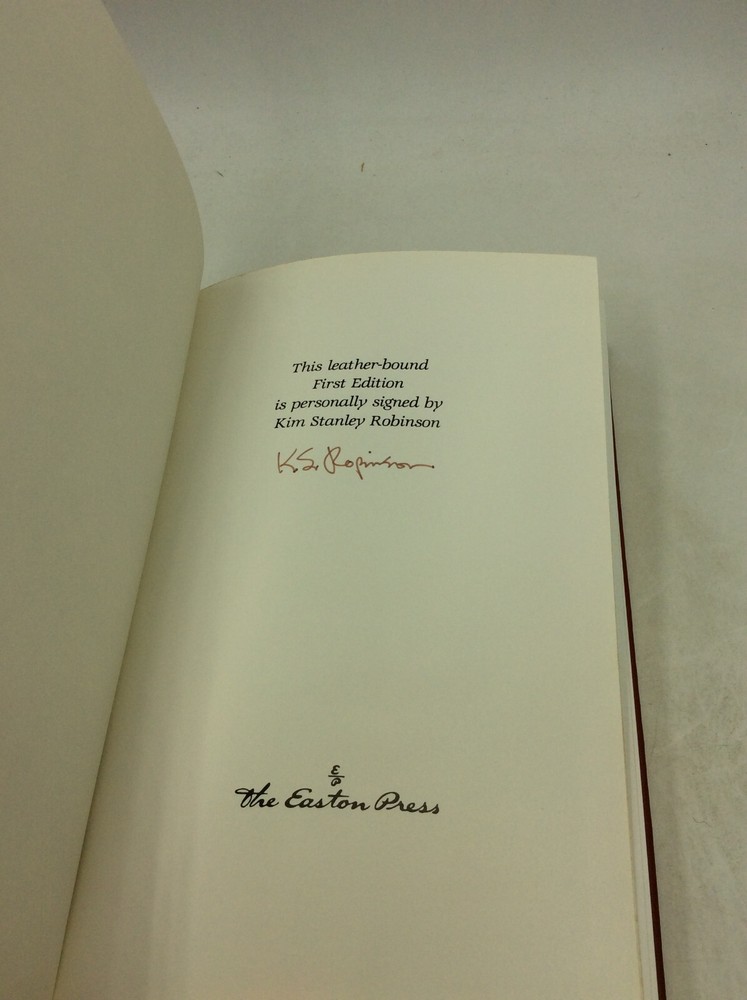 This leather-bound
First Edition
is personally signed by
Kim Stanley Robinson
K.S. Robinson
E
P
The Easton Press